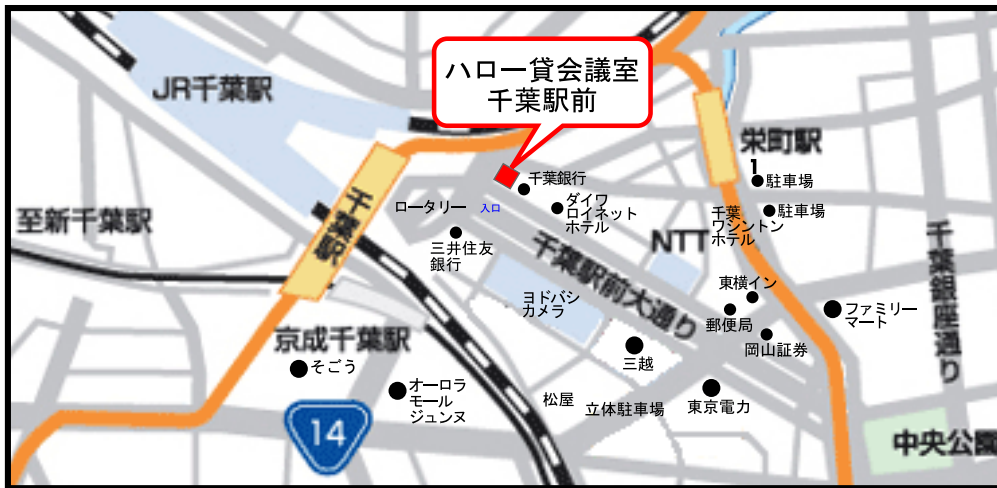 ハロー貸会議室
千葉駅前
JR千葉駅
栄町駅
1
駐車場
千葉銀行
千葉駅
ロータリー
入口
ダイワ
ロイネット
ホテル
駐車場
至新千葉駅
千葉
ワシントン
ホテル
NTT
三井住友
銀行
千葉駅前大通り
千葉銀座通り
東横イン
ヨドバシ
カメラ
ファミリー
マート
郵便局
京成千葉駅
岡山証券
そごう
三越
オーロラ
モール
ジュンヌ
松屋
立体駐車場
東京電力
14
中央公園